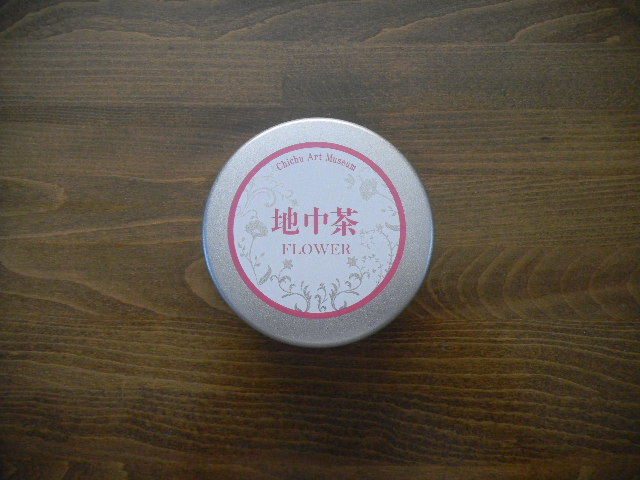 Chichu Art Museum
地中茶
FLOWER